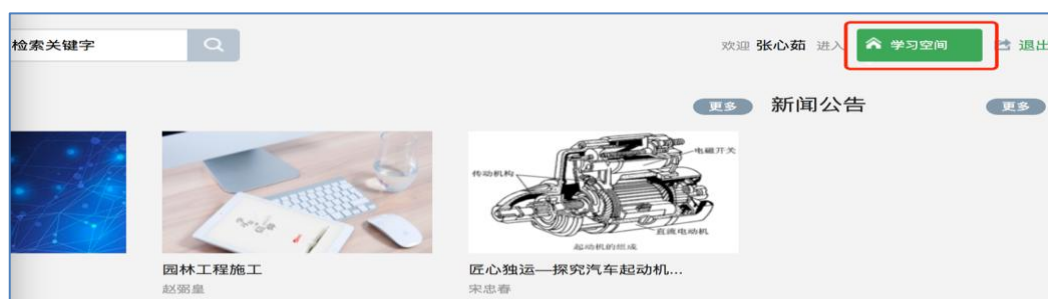 检索关键字
欢迎 张心茹 进入 学习空间 退出
更多 新闻公告 更多
电磁开关
传动机构
直流电动机
起动机的组成
园林工程施工
赵弼皇
匠心独运—探究汽车起动机...
宋忠春